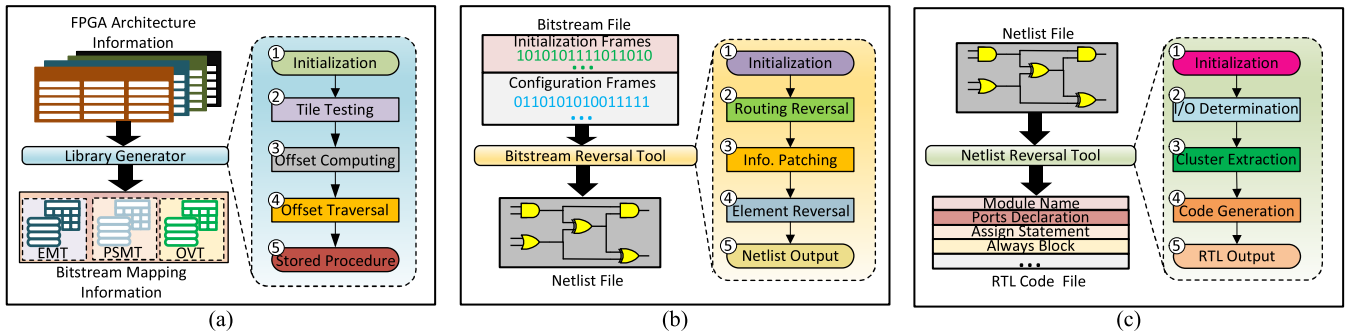 FPGA Architecture
Information
Library Generator
EMT
PSMT
OVT
Bitstream Mapping
Information
1
Initialization
2
Tile Testing
3
Offset Computing
4
Offset Traversal
5
Stored Procedure
(a)
Bitstream File
Initialization Frames
1010101111011010
...
Configuration Frames
0110101010011111
...
Bitstream Reversal Tool
Netlist File
1
Initialization
2
Routing Reversal
3
Info. Patching
4
Element Reversal
5
Netlist Output
(b)
Netlist File
Netlist Reversal Tool
Module Name
Ports Declaration
Assign Statement
Always Block
...
RTL Code File
1
Initialization
2
I/O Determination
3
Cluster Extraction
4
Code Generation
5
RTL Output
(c)